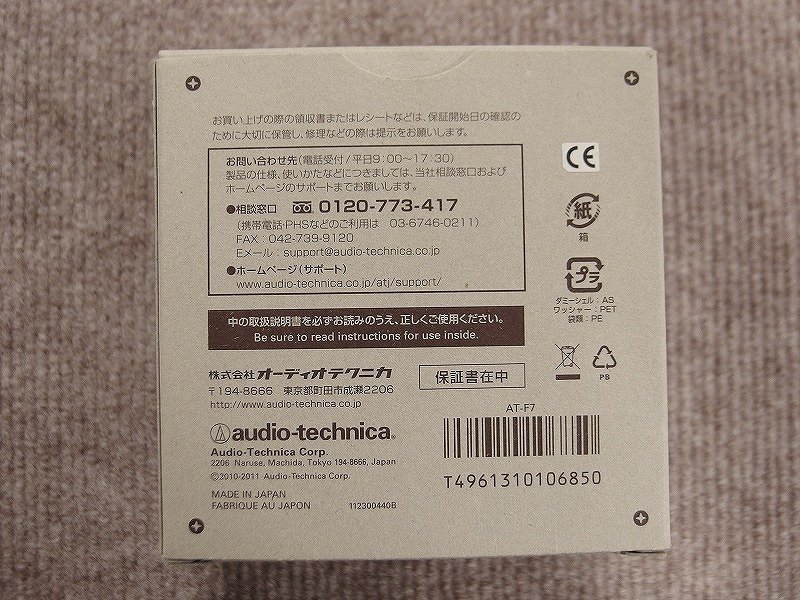 お買い上げの際の領収書またはレシートなどは、保証開始日の確認の
ために大切に保管し、修理などの際は提示をお願いします。
お問い合わせ先(電話受付/平日9:00〜17:30)
製品の仕様、使いかたなどにつきましては、当社相談窓口および
ホームページのサポートまでお願いします。
●相談窓口 0120-773-417
(携帯電話・PHSなどのご利用は 03-6746-0211)
FAX:042-739-9120
Eメール:support@audio-technica.co.jp
●ホームページ(サポート)
www.audio-technica.co.jp/atj/support/
CE
紙
箱
プラ
ダミーシェル:AS
ワッシャー:PET
袋類:PE
PB
中の取扱説明書を必ずお読みのうえ、正しくご使用ください。
Be sure to read instructions for use inside.
株式会社オーディオテクニカ
〒194-8666 東京都町田市成瀬2206
http://www.audio-technica.co.jp
保証書在中
audio-technica®
Audio-Technica Corp.
2206 Naruse, Machida, Tokyo 194-8666, Japan
©2010-2011 Audio-Technica Corp.
MADE IN JAPAN
FABRIQUE AU JAPON 112300440B
AT-F7
T4961310106850